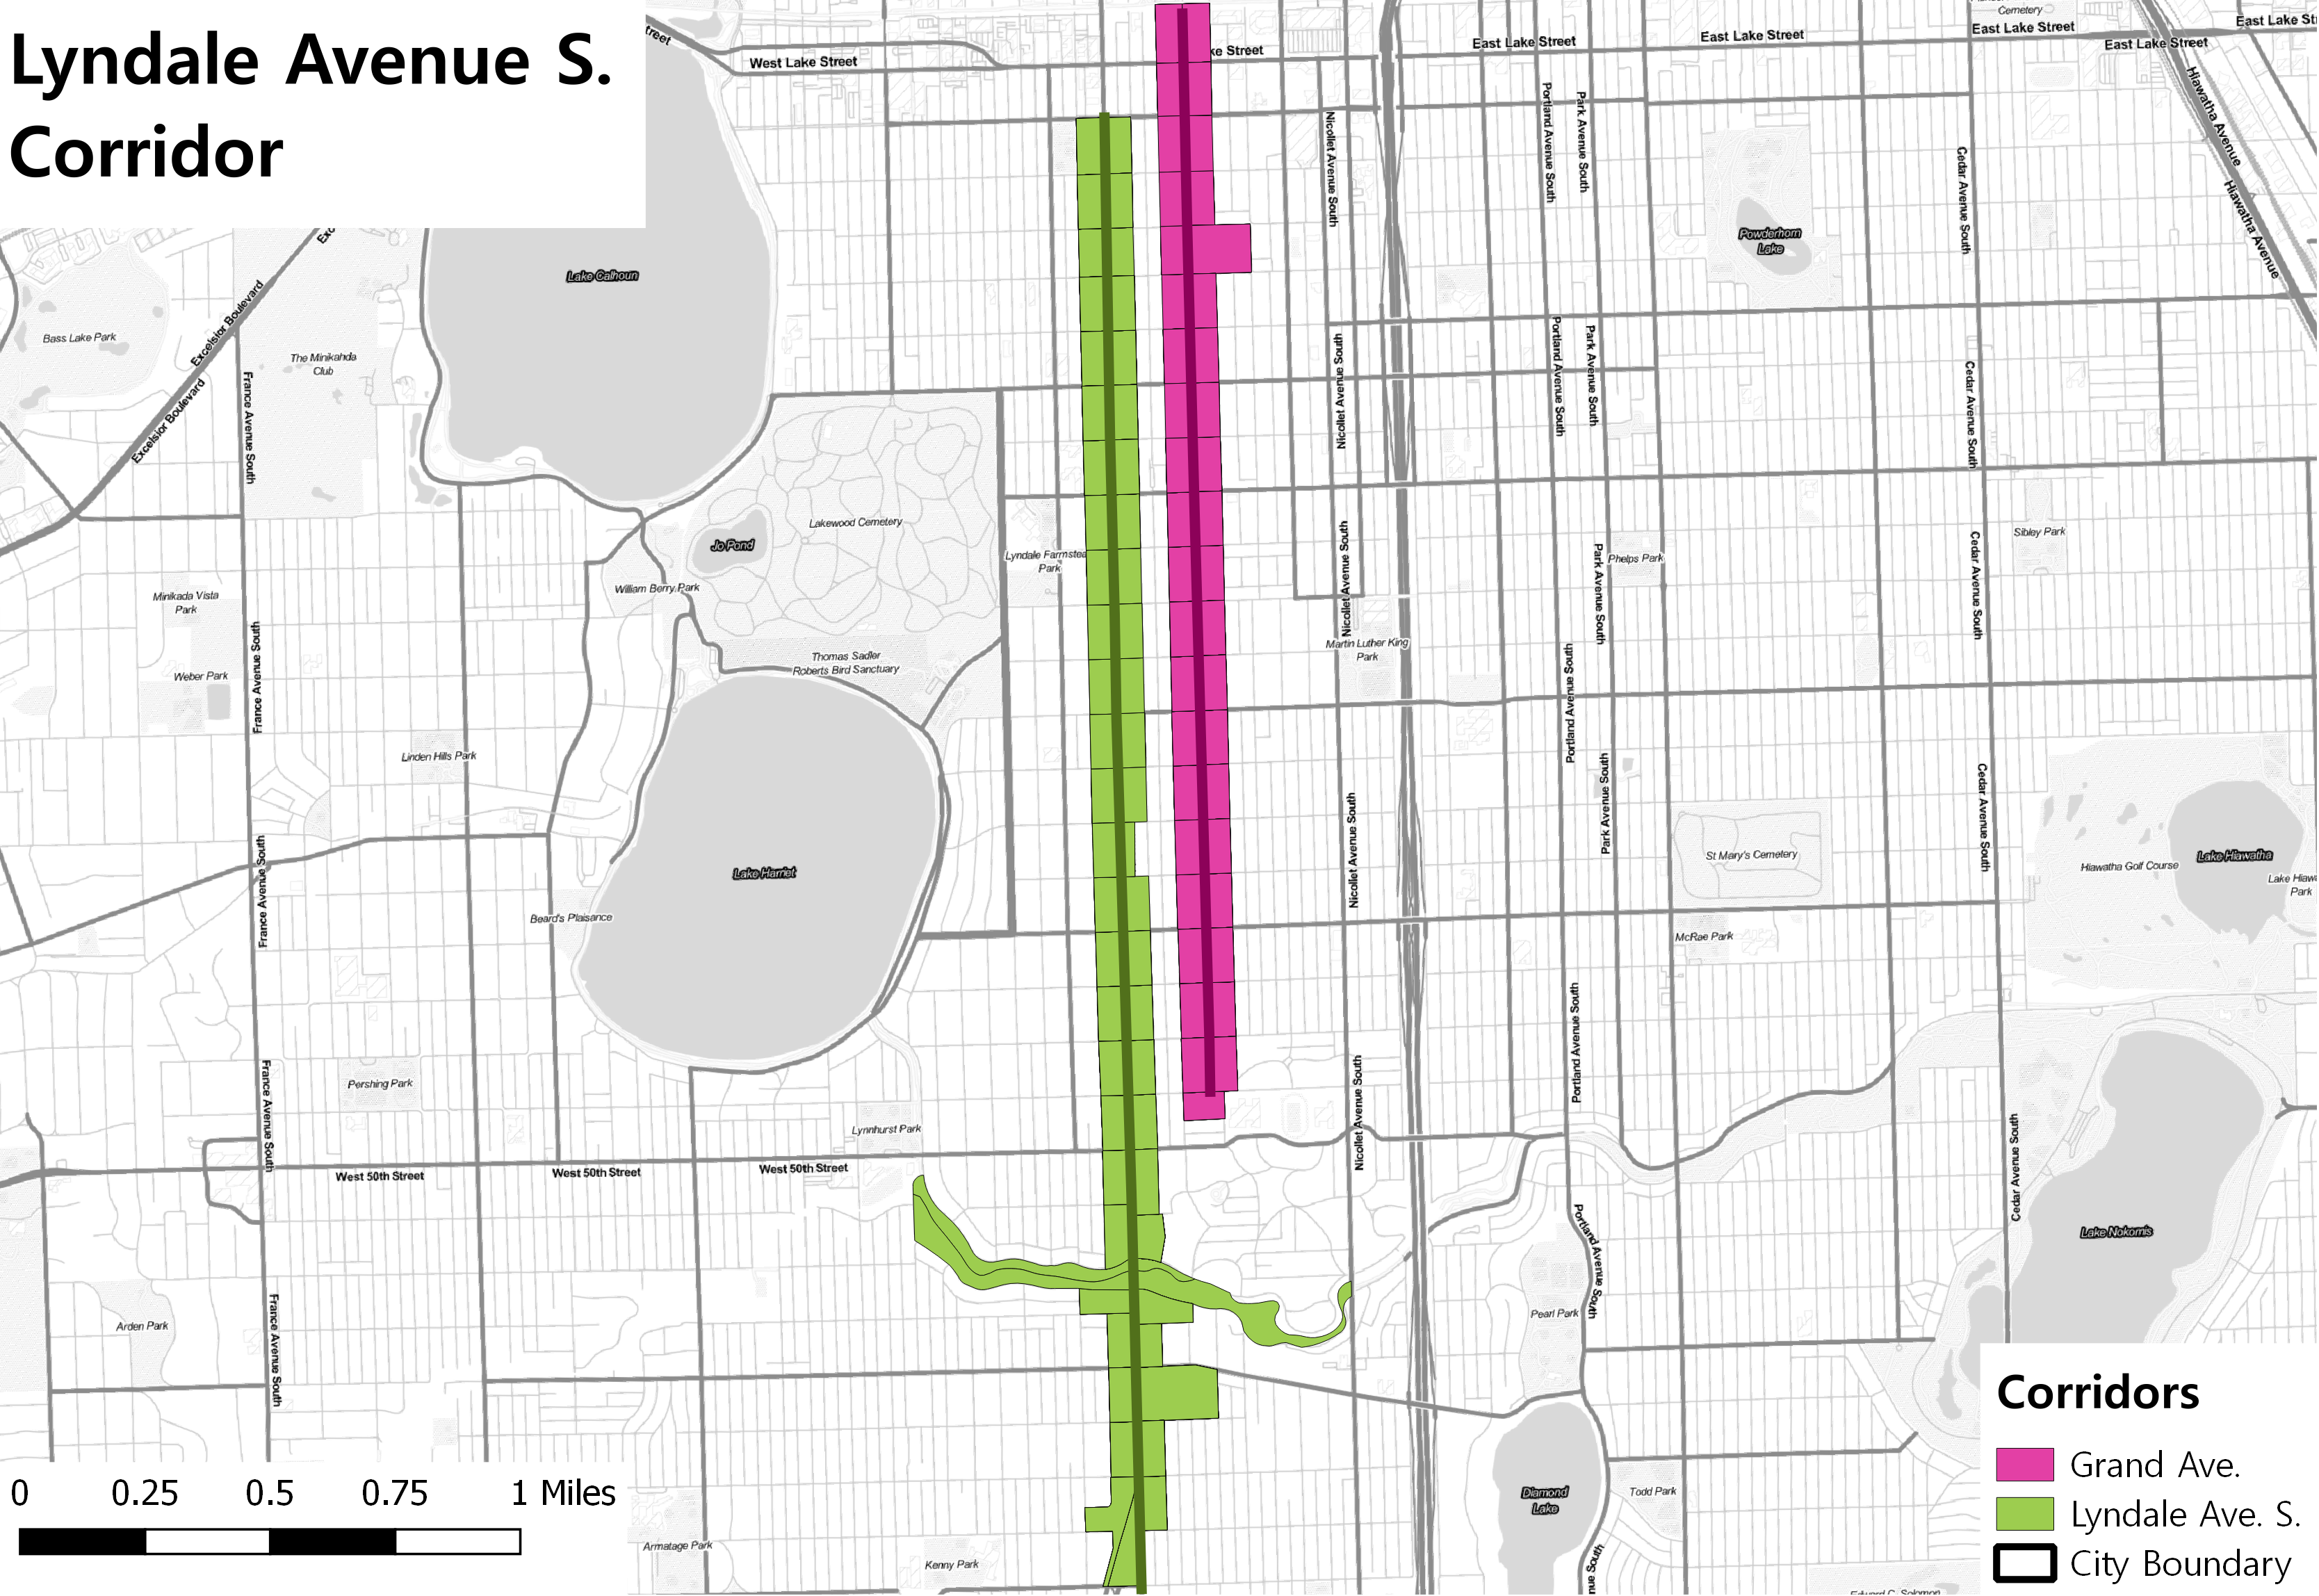 Lyndale Avenue S.
Corridor
Cemetery
East Lake Street
East Lake Street
East Lake Street
East Lake St
East Lake Street
West Lake Street
ke Street
treet
Hiawatha Avenue
Hiawatha Avenue
Nicollet Avenue South
Portland Avenue South
Park Avenue South
Cedar Avenue South
Powderhorn
Lake
Lake Calhoun
Exc
Bass Lake Park
Excelsior Boulevard
Excelsior Boulevard
The Minikahda
Club
France Avenue South
Nicollet Avenue South
Portland Avenue South
Park Avenue South
Cedar Avenue South
Lakewood Cemetery
Jo Pond
Lyndale Farmstea
Park
William Berry Park
Minikada Vista
Park
Nicollet Avenue South
Park Avenue South
Phelps Park
Cedar Avenue South
Sibley Park
Thomas Sadler
Roberts Bird Sanctuary
Martin Luther King
Park
Weber Park
France Avenue South
Portland Avenue South
Linden Hills Park
Nicollet Avenue South
Park Avenue South
Cedar Avenue South
St Mary's Cemetery
Hiawatha Golf Course
Lake Hiawatha
Lake Hiaw
Park
Lake Harriet
France Avenue South
Beard's Plaisance
McRae Park
Portland Avenue South
Pershing Park
France Avenue South
Lynnhurst Park
Nicollet Avenue South
West 50th Street
West 50th Street
West 50th Street
Cedar Avenue South
Lake Nokomis
Portland Avenue South
Pearl Park
Arden Park
France Avenue South
Diamond
Lake
Todd Park
Armatage Park
Kenny Park
nue South
0 0.25 0.5 0.75 1 Miles
Corridors
Grand Ave.
Lyndale Ave. S.
City Boundary